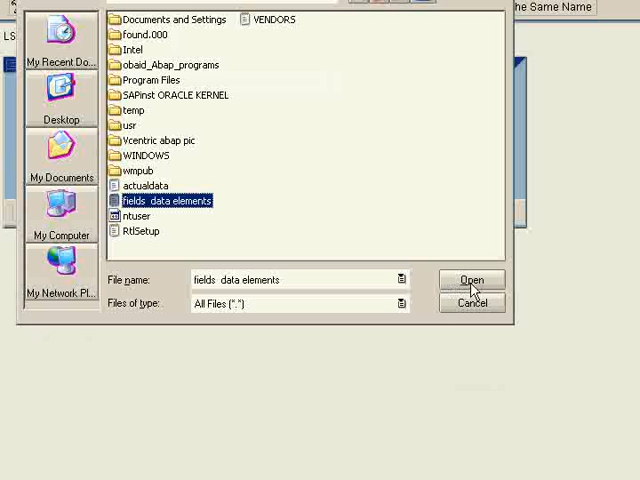 he Same Name
LS
Documents and Settings
VENDORS
found.000
Intel
obaid_Abap_programs
Program Files
SAPinst ORACLE KERNEL
temp
usr
Vcentric abap pic
WINDOWS
wmpub
actualdata
fields  data elements
ntuser
RtlSetup
My Recent Do...
Desktop
My Documents
My Computer
My Network Pl...
File name:
fields  data elements
Open
Files of type:
All Files (*.*)
Cancel